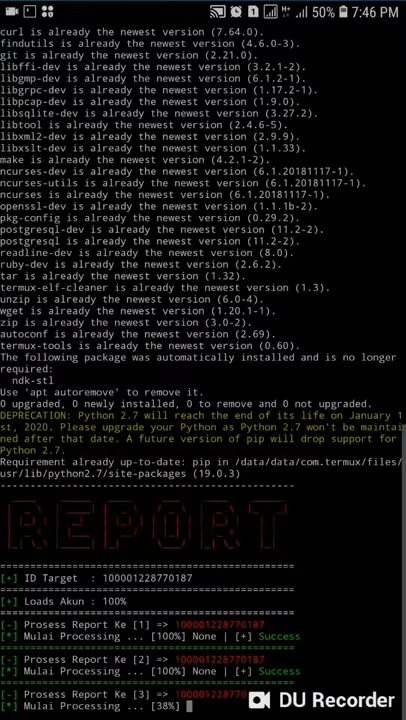 50% 7:46 PM
curl is already the newest version (7.64.0).
findutils is already the newest version (4.6.0-3).
git is already the newest version (2.21.0).
libffi-dev is already the newest version (3.2.1-2).
libgmp-dev is already the newest version (6.1.2-1).
libgrpc-dev is already the newest version (1.17.2-1).
libpcap-dev is already the newest version (1.9.0).
libsqlite-dev is already the newest version (3.27.2).
libtool is already the newest version (2.4.6-5).
libxml2-dev is already the newest version (2.9.9).
libxslt-dev is already the newest version (1.1.33).
make is already the newest version (4.2.1-2).
ncurses-dev is already the newest version (6.1.20181117-1).
ncurses-utils is already the newest version (6.1.20181117-1).
ncurses is already the newest version (6.1.20181117-1).
openssl-dev is already the newest version (1.1.1b-2).
pkg-config is already the newest version (0.29.2).
postgresql-dev is already the newest version (11.2-2).
postgresql is already the newest version (11.2-2).
readline-dev is already the newest version (8.0).
ruby-dev is already the newest version (2.6.2).
tar is already the newest version (1.32).
termux-elf-cleaner is already the newest version (1.3).
unzip is already the newest version (6.0-4).
wget is already the newest version (1.20.1-1).
zip is already the newest version (3.0-2).
autoconf is already the newest version (2.69).
termux-tools is already the newest version (0.60).
The following package was automatically installed and is no longer
required:
ndk-stl
Use 'apt autoremove' to remove it.
0 upgraded, 0 newly installed, 0 to remove and 0 not upgraded.
DEPRECATION: Python 2.7 will reach the end of its life on January 1
st, 2020. Please upgrade your Python as Python 2.7 won't be maintai
ned after that date. A future version of pip will drop support for
Python 2.7.
Requirement already up-to-date: pip in /data/data/com.termux/files/
usr/lib/python2.7/site-packages (19.0.3)
REPORT
[+] ID Target : 100001228770187
[+] Loads Akun : 100%
[-] Prosess Report Ke [1] => 100001228770187
[*] Mulai Processing ... [100%] None | [+] Success
[-] Prosess Report Ke [2] => 100001228770187
[*] Mulai Processing ... [100%] None | [+] Success
[-] Prosess Report Ke [3] => 100001228770187
[*] Mulai Processing ... [38%]
DU Recorder